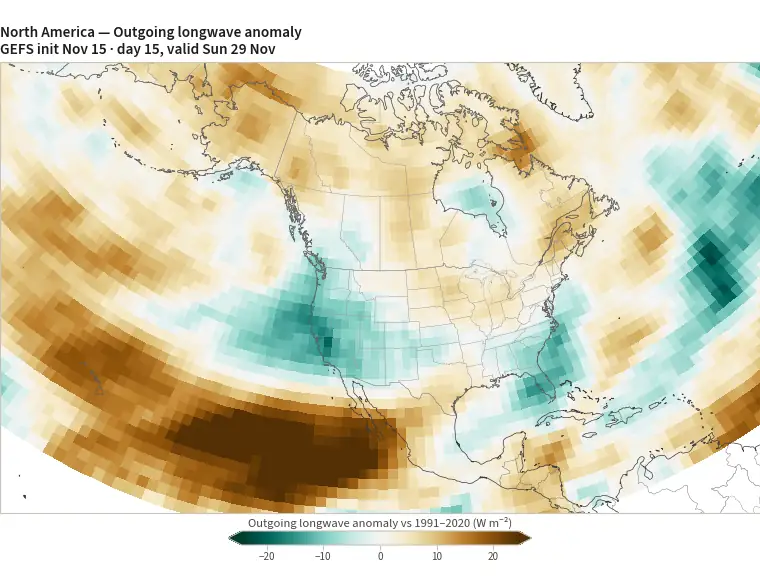 North America — Outgoing longwave anomaly
GEFS init Nov 15 · day 15, valid Sun 29 Nov
Outgoing longwave anomaly vs 1991–2020 (W m⁻²)
−20 −10 0 10 20